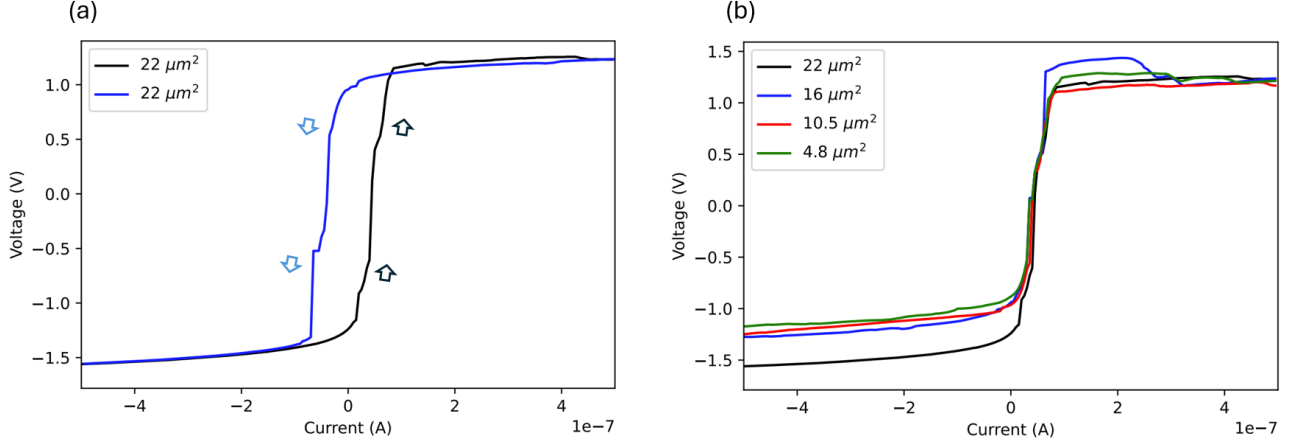 (a)
22 μm²
22 μm²
Voltage (V)
1.0
0.5
0.0
−0.5
−1.0
−1.5
−4
−2
0
2
4
1e−7
Current (A)
(b)
22 μm²
16 μm²
10.5 μm²
4.8 μm²
Voltage (V)
1.5
1.0
0.5
0.0
−0.5
−1.0
−1.5
−4
−2
0
2
4
1e−7
Current (A)